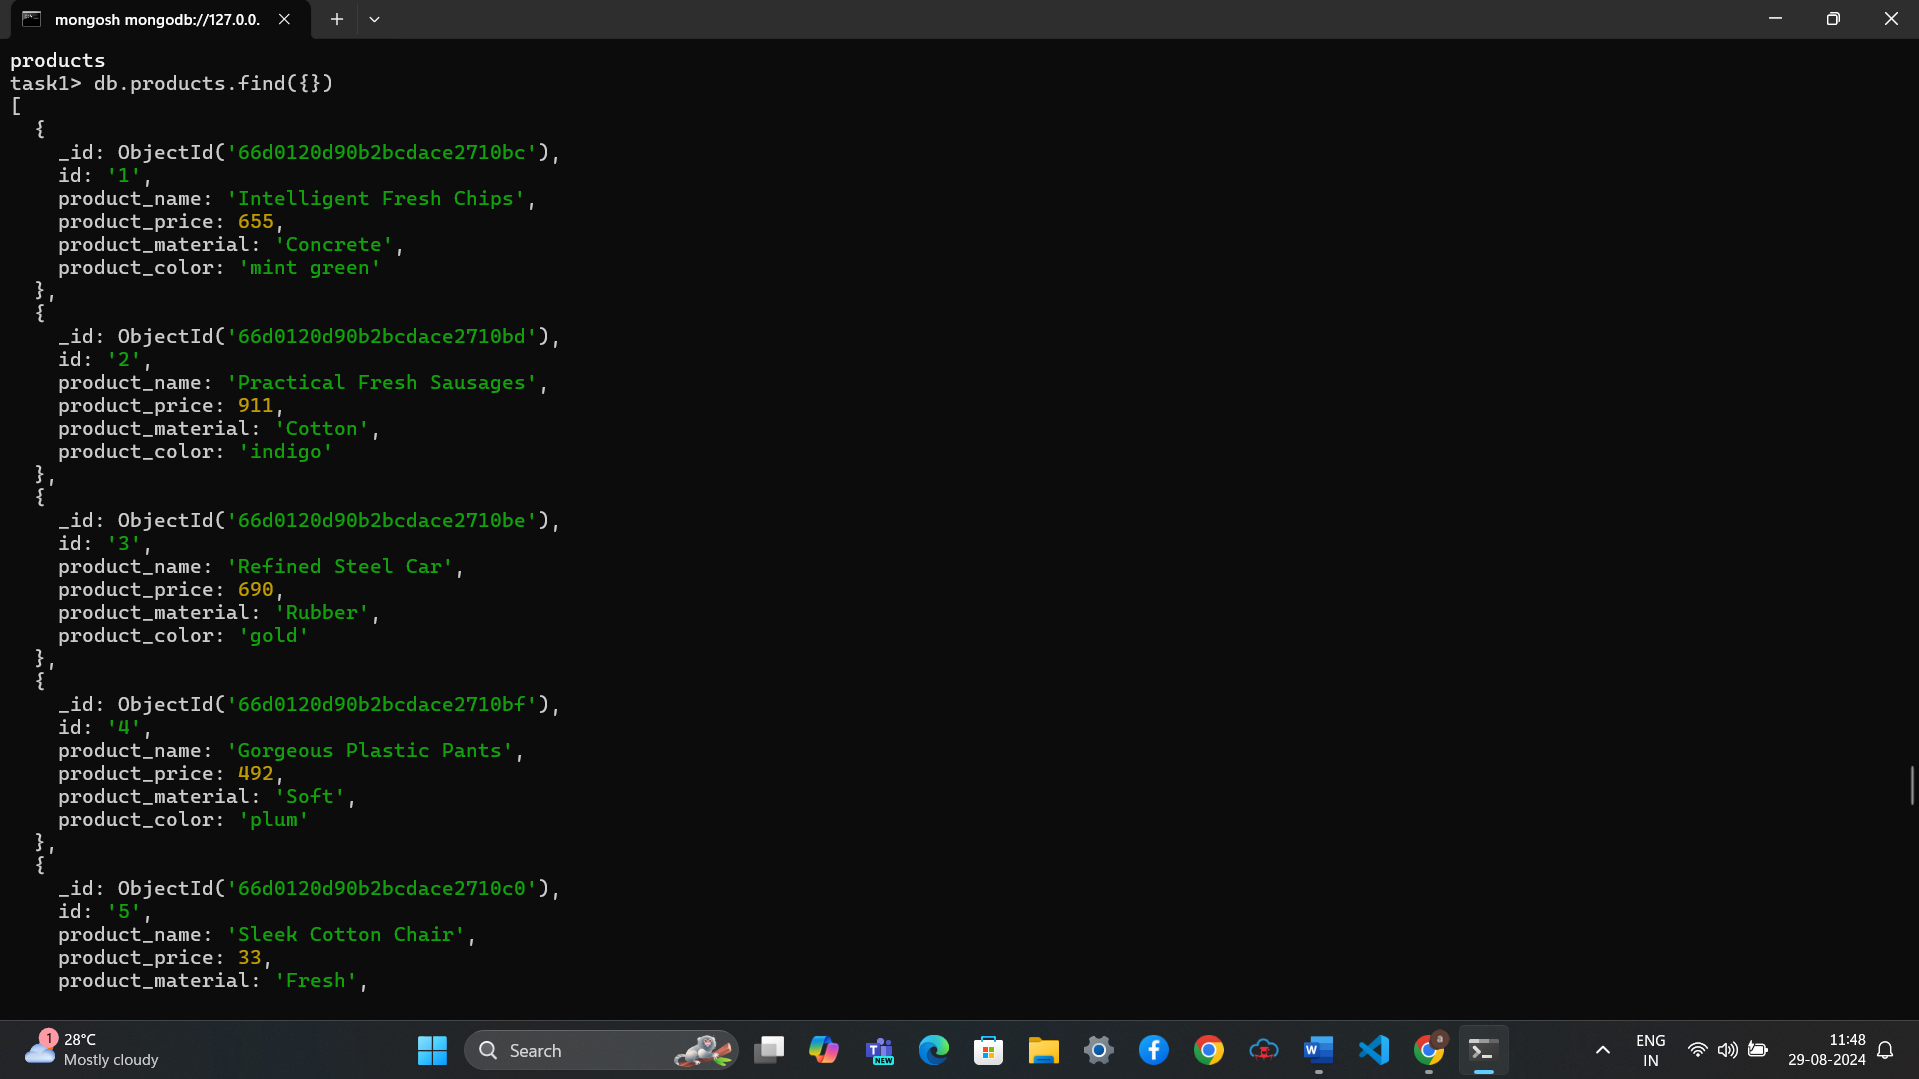 mongosh mongodb://127.0.0.
products
task1> db.products.find({})
[
  {
    _id: ObjectId('66d0120d90b2bcdace2710bc'),
    id: '1',
    product_name: 'Intelligent Fresh Chips',
    product_price: 655,
    product_material: 'Concrete',
    product_color: 'mint green'
  },
  {
    _id: ObjectId('66d0120d90b2bcdace2710bd'),
    id: '2',
    product_name: 'Practical Fresh Sausages',
    product_price: 911,
    product_material: 'Cotton',
    product_color: 'indigo'
  },
  {
    _id: ObjectId('66d0120d90b2bcdace2710be'),
    id: '3',
    product_name: 'Refined Steel Car',
    product_price: 690,
    product_material: 'Rubber',
    product_color: 'gold'
  },
  {
    _id: ObjectId('66d0120d90b2bcdace2710bf'),
    id: '4',
    product_name: 'Gorgeous Plastic Pants',
    product_price: 492,
    product_material: 'Soft',
    product_color: 'plum'
  },
  {
    _id: ObjectId('66d0120d90b2bcdace2710c0'),
    id: '5',
    product_name: 'Sleek Cotton Chair',
    product_price: 33,
    product_material: 'Fresh',
1
28°C
Mostly cloudy
Search
T
NEW
W
a
ENG
IN
11:48
29-08-2024